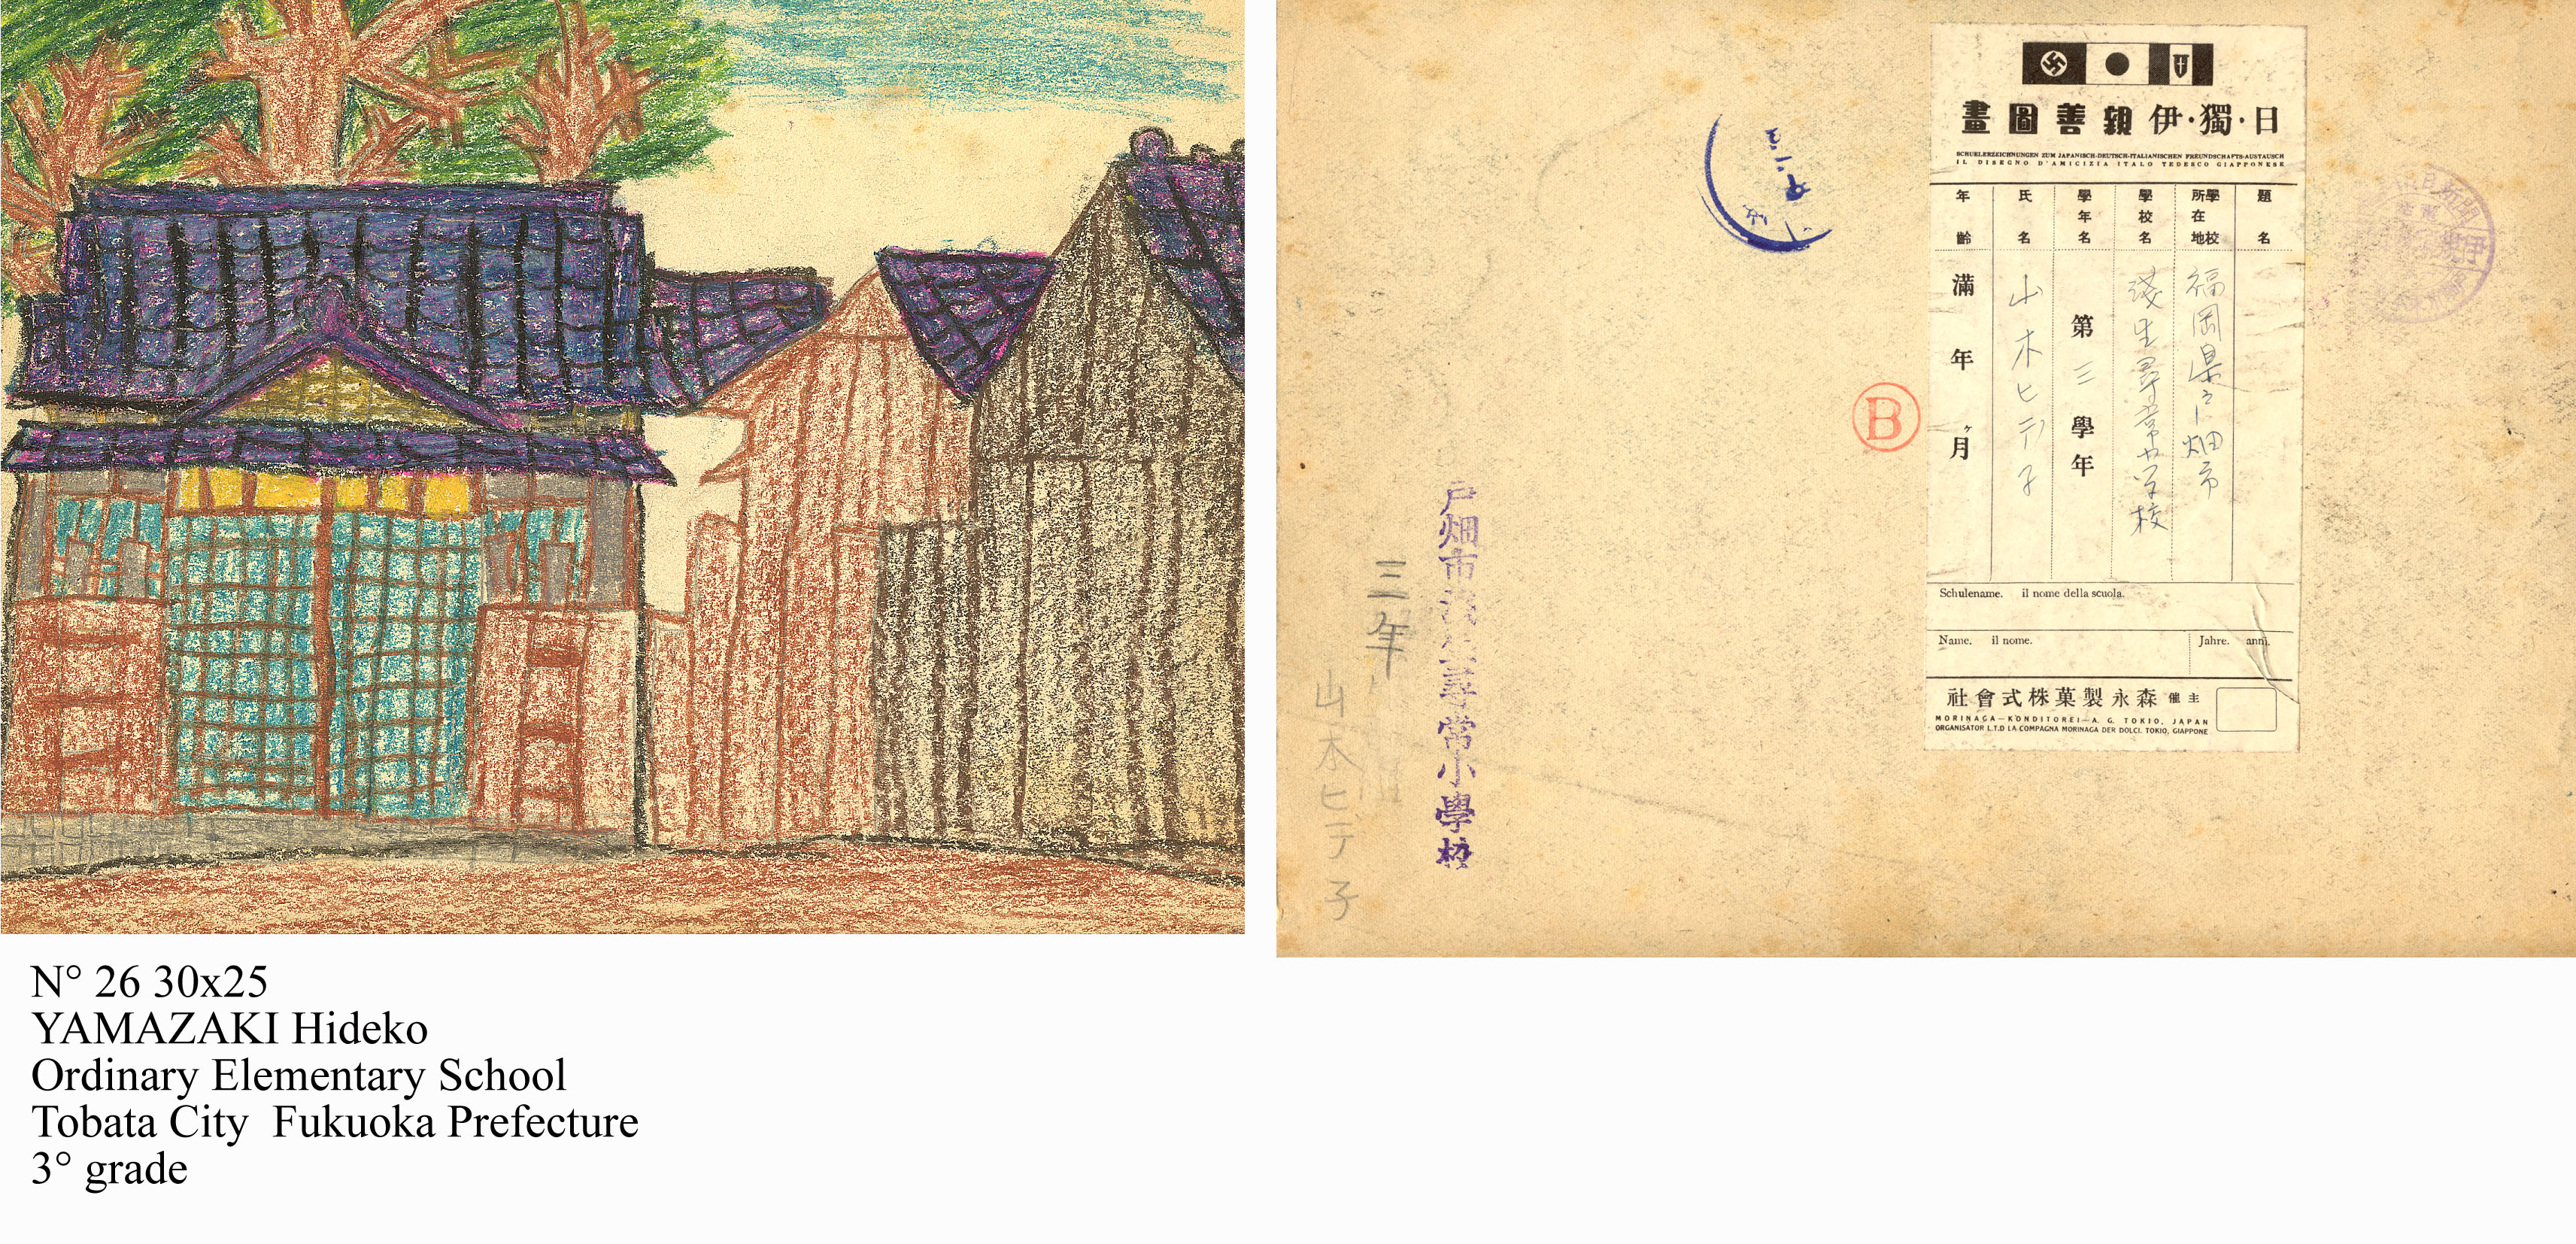 N° 26 30x25
YAMAZAKI Hideko
Ordinary Elementary School
Tobata City Fukuoka Prefecture
3° grade
日・獨・伊親善圖畫
SCHUELERZEICHNUNGEN ZUM JAPANISCH-DEUTSCH-ITALIANISCHEN FREUNDSCHAFTS-AUSTAUSCH
IL DISEGNO D'AMICIZIA ITALO TEDESCO GIAPPONESE
題名
學校所在地
福岡県戸畑市
學校名
浅生尋常小学校
學年名
第三學年
氏名
山木ヒデ子
年齡
滿年ヶ月
Schulename. il nome della scuola.
Name. il nome.
Jahre. anni.
主催 森永製菓株式會社
MORINAGA—KONDITOREI—A. G. TOKIO, JAPAN
ORGANISATOR L.T.D LA COMPAGNA MORINAGA DER DOLCI. TOKIO, GIAPPONE
B
戸畑市浅生尋常小學校
三年
山木ヒデ子